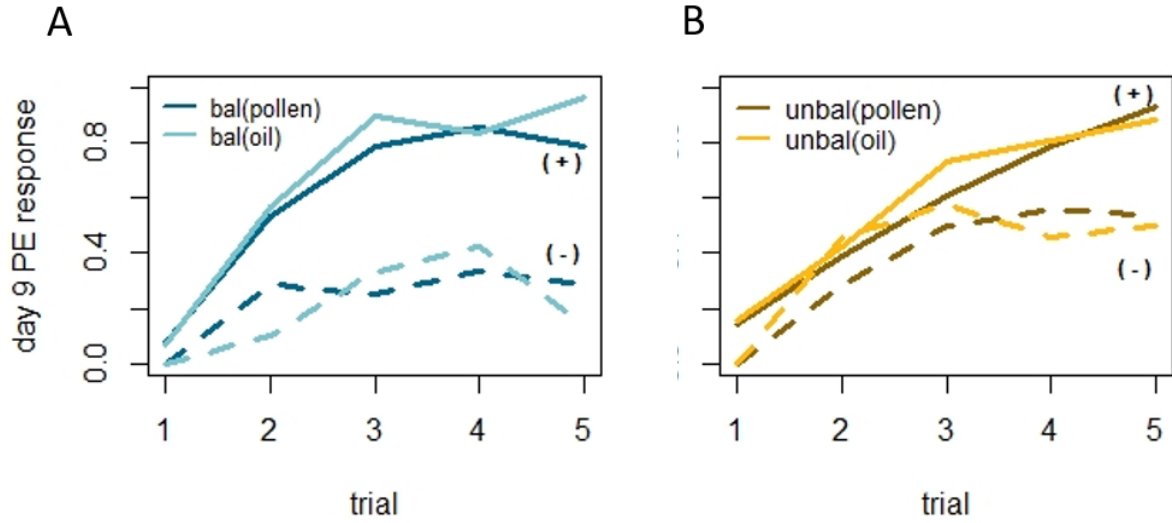 A
bal(pollen)
bal(oil)
(+)
(-)
0.8
0.4
0.0
day 9 PE response
1 2 3 4 5
trial
B
unbal(pollen)
unbal(oil)
(+)
(-)
1 2 3 4 5
trial